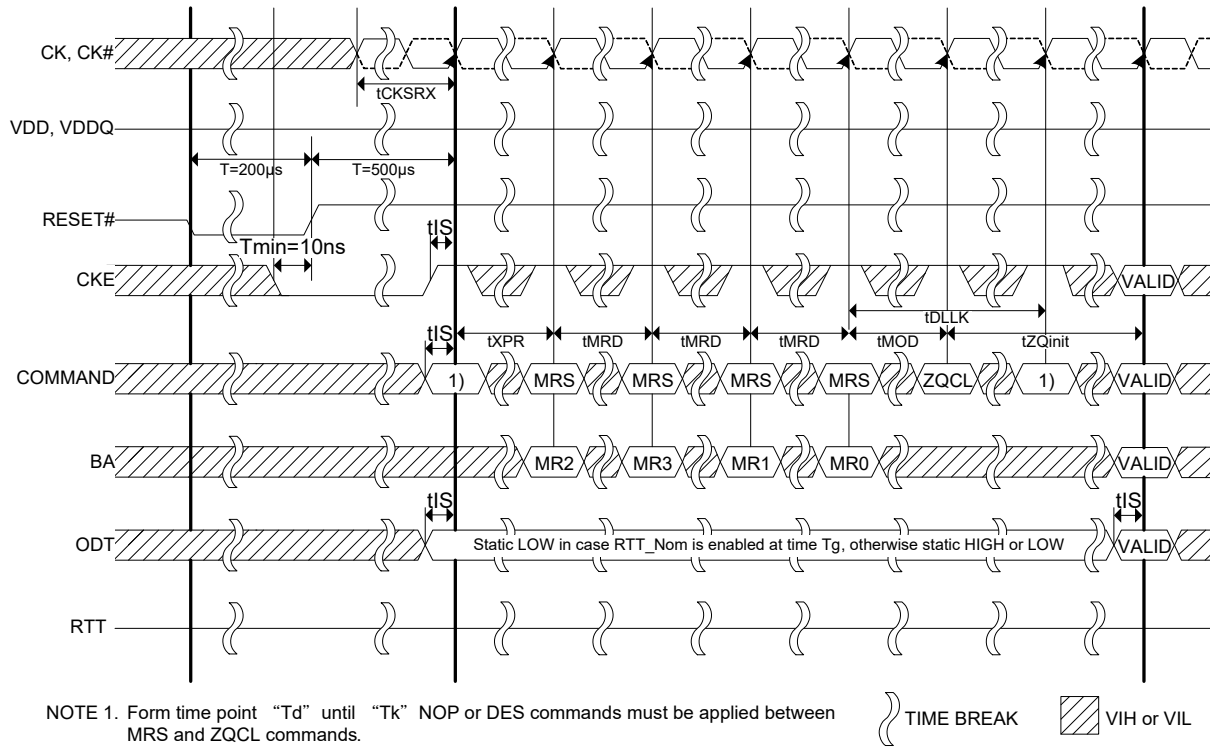 CK, CK#
tCKSRX
VDD, VDDQ
T=200µs
T=500µs
RESET#
Tmin=10ns
tIS
CKE
VALID
tDLLK
tIS
tXPR
tMRD
tMRD
tMRD
tMOD
tZQinit
COMMAND
1)
MRS
MRS
MRS
MRS
ZQCL
1)
VALID
BA
MR2
MR3
MR1
MR0
VALID
tIS
tIS
ODT
Static LOW in case RTT_Nom is enabled at time Tg, otherwise static HIGH or LOW
VALID
RTT
NOTE 1. Form time point “Td” until “Tk” NOP or DES commands must be applied between
MRS and ZQCL commands.
TIME BREAK
VIH or VIL